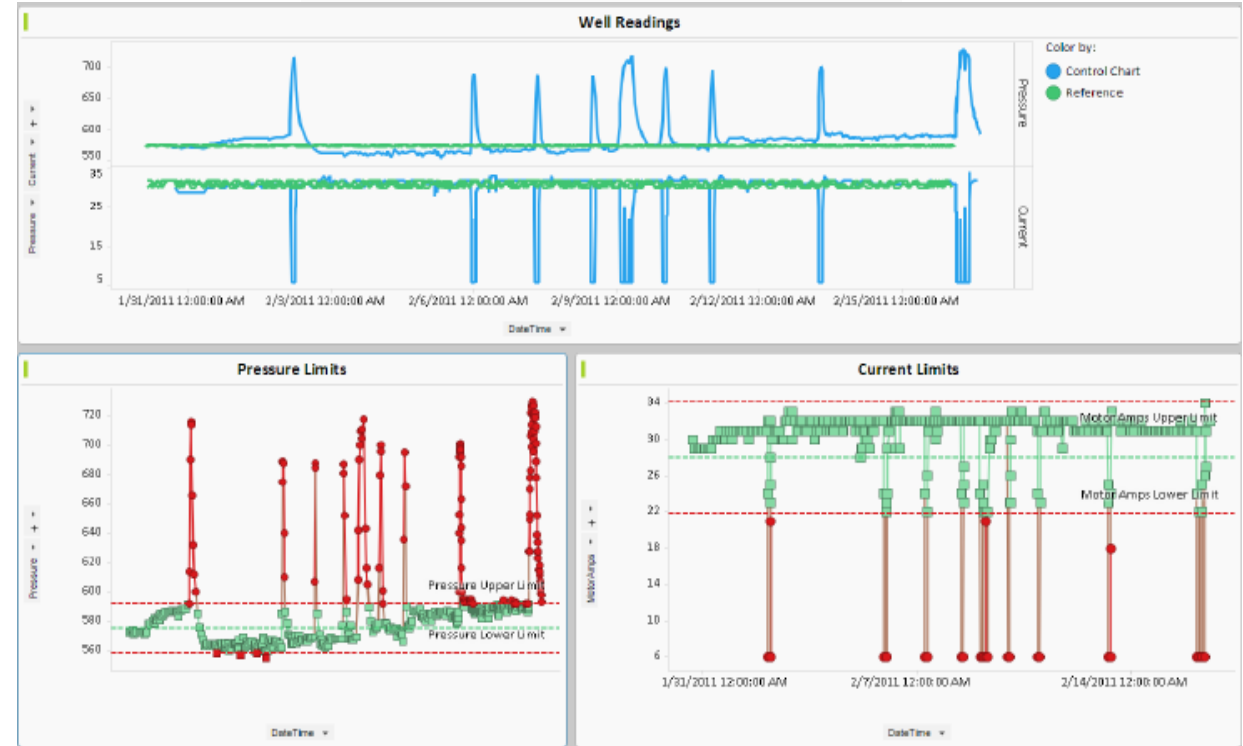 Well Readings
Color by:
Control Chart
Reference
700
650
600
550
Pressure
35
25
15
5
Current
Pressure
Current
+
1/31/2011 12:00:00 AM
2/3/2011 12:00:00 AM
2/6/2011 12:00:00 AM
2/9/2011 12:00:00 AM
2/12/2011 12:00:00 AM
2/15/2011 12:00:00 AM
DateTime
Pressure Limits
720
700
680
660
640
620
600
580
560
Pressure Upper Limit
Pressure Lower Limit
Pressure
+
DateTime
Current Limits
34
30
26
22
18
14
10
6
MotorAmps Upper Limit
MotorAmps Lower Limit
MotorAmps
+
1/31/2011 12:00:00 AM
2/7/2011 12:00:00 AM
2/14/2011 12:00:00 AM
DateTime